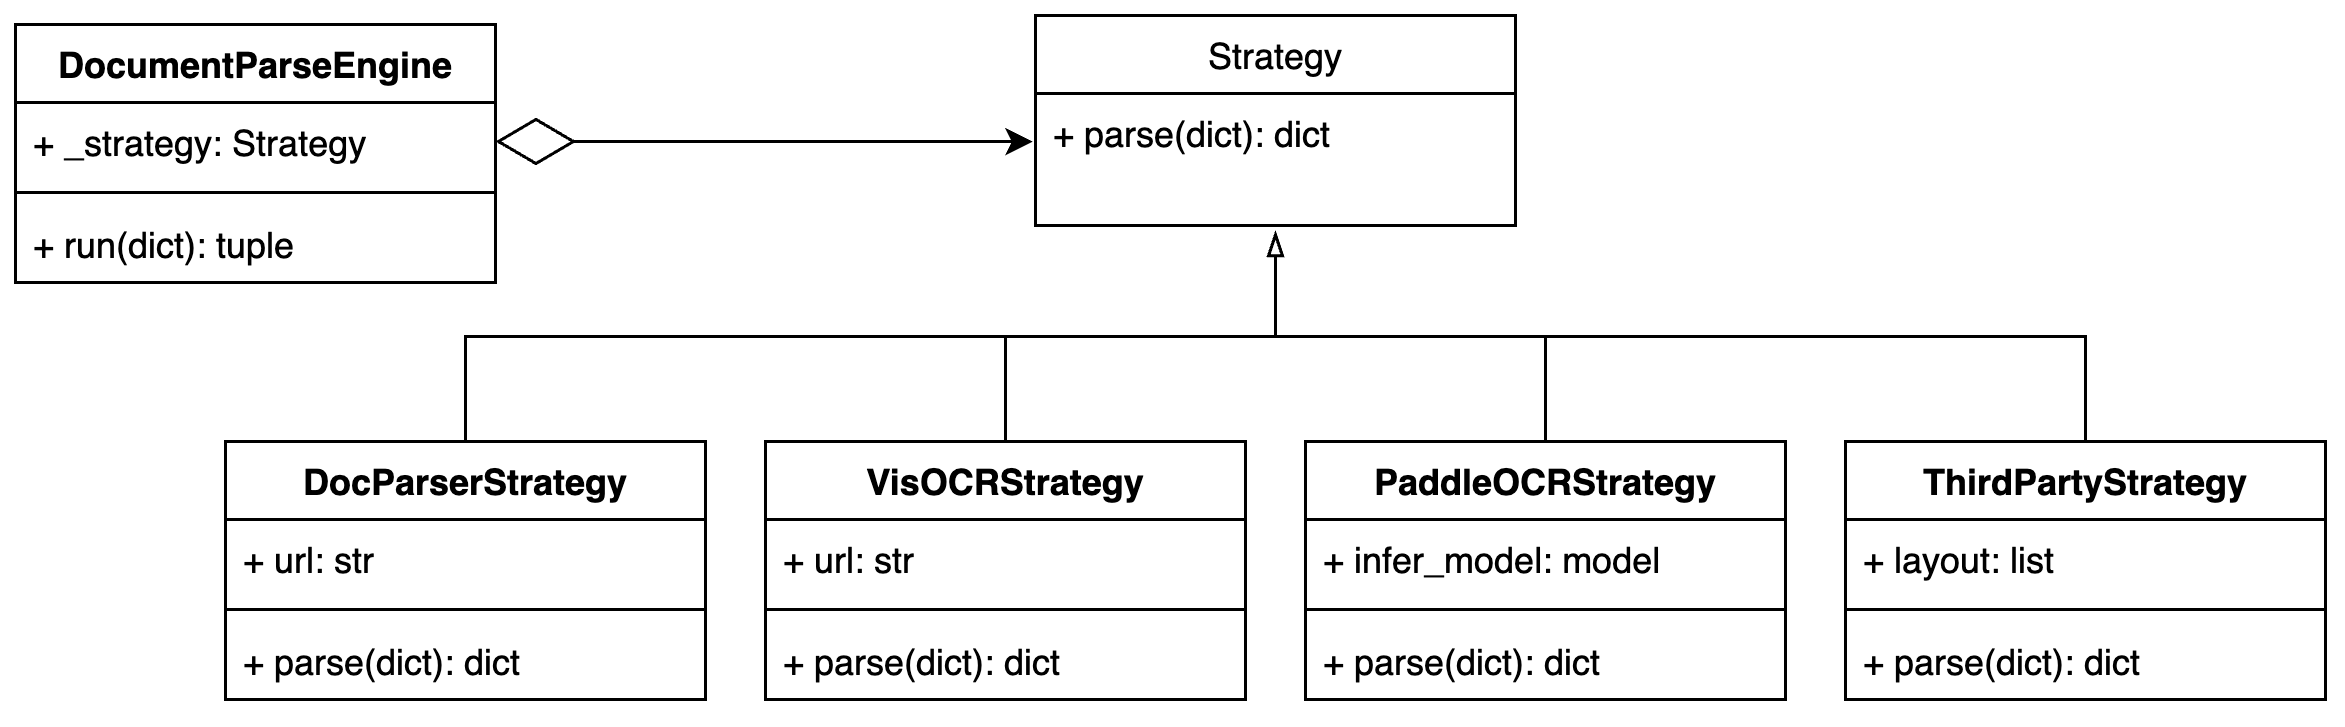 DocumentParseEngine
+ _strategy: Strategy
+ run(dict): tuple
Strategy
+ parse(dict): dict
DocParserStrategy
+ url: str
+ parse(dict): dict
VisOCRStrategy
+ url: str
+ parse(dict): dict
PaddleOCRStrategy
+ infer_model: model
+ parse(dict): dict
ThirdPartyStrategy
+ layout: list
+ parse(dict): dict